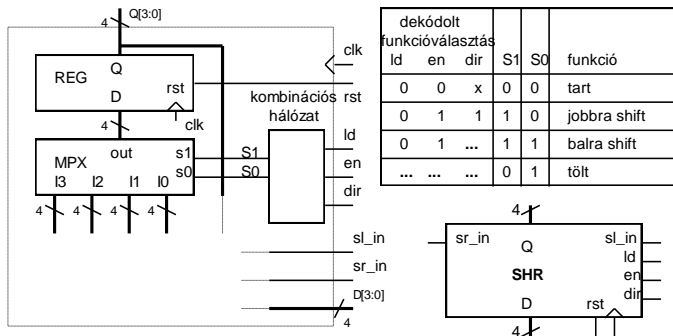 4 Q[3:0]
clk
REG
Q
D
rst
kombinációs rst
hálózat
4
clk
MPX
out
s1
s0
S1
S0
I3 I2 I1 I0
4 4 4 4
ld
en
dir
sl_in
sr_in
D[3:0]
4
dekódolt
funkcióválasztás
ld en dir S1 S0 funkció
0 0 x 0 0 tart
0 1 1 1 0 jobbra shift
0 1 ... 1 1 balra shift
... ... ... 0 1 tölt
4
sr_in Q sl_in
ld
SHR
en
dir
D rst
4